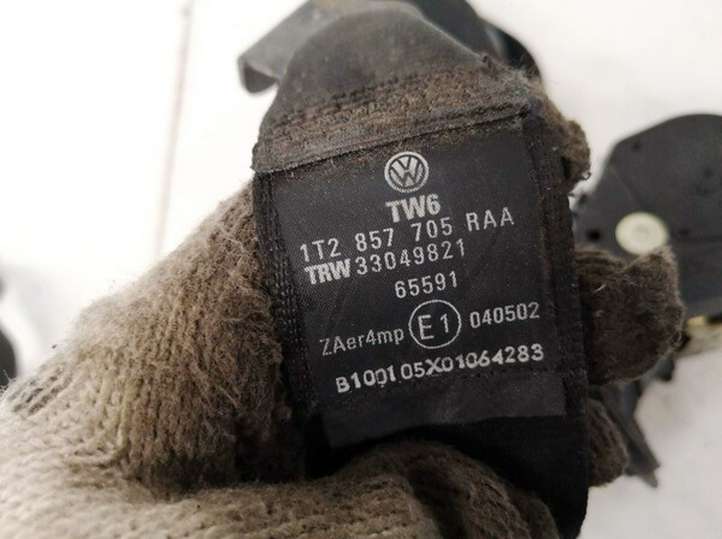 VW
TW6
1T2 857 705 RAA
TRW 33049821
65591
ZAer4mp E1 040502
B100105X01064283